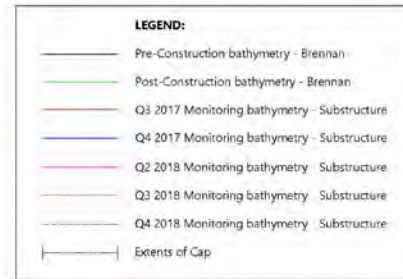 LEGEND:
Pre-Construction bathymetry - Brennan
Post-Construction bathymetry - Brennan
Q3 2017 Monitoring bathymetry - Substructure
Q4 2017 Monitoring bathymetry - Substructure
Q2 2018 Monitoring bathymetry - Substructure
Q3 2018 Monitoring bathymetry - Substructure
Q4 2018 Monitoring bathymetry - Substructure
Extents of Cap